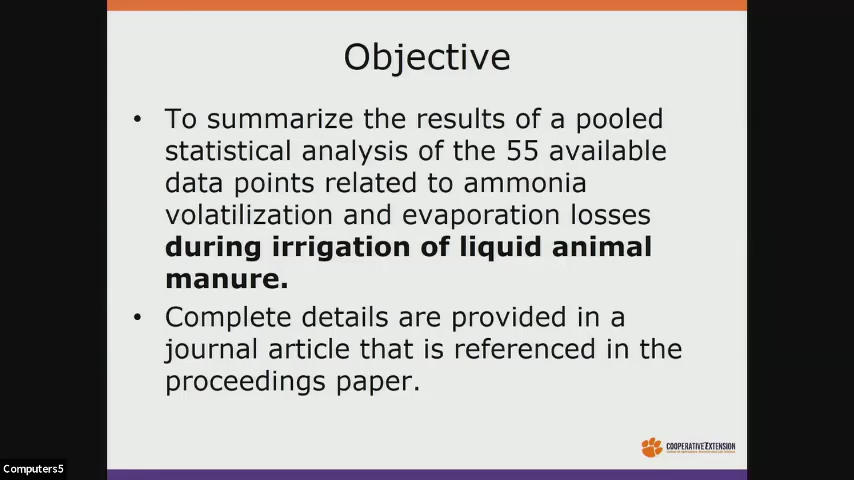 Objective
• To summarize the results of a pooled
statistical analysis of the 55 available
data points related to ammonia
volatilization and evaporation losses
during irrigation of liquid animal
manure.
• Complete details are provided in a
journal article that is referenced in the
proceedings paper.
COOPERATIVE EXTENSION
Computers5